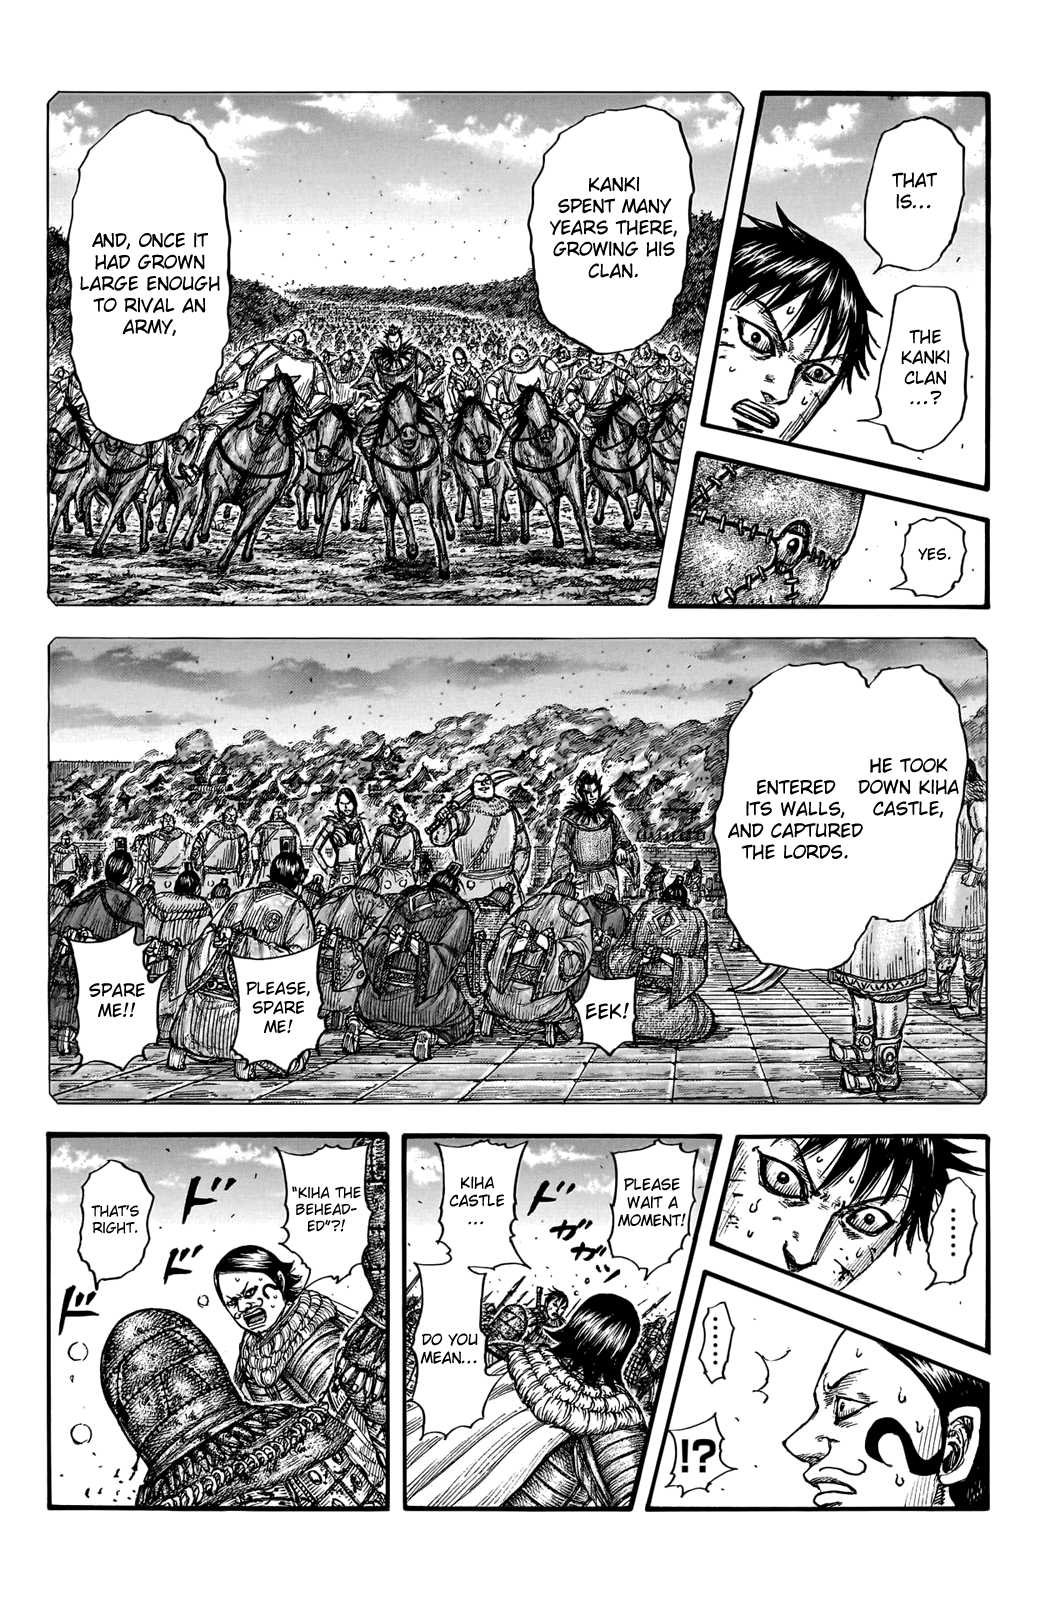 THAT
IS...
THE
KANKI
CLAN
...?
YES.
KANKI
SPENT MANY
YEARS THERE,
GROWING HIS
CLAN.
AND, ONCE IT
HAD GROWN
LARGE ENOUGH
TO RIVAL AN
ARMY,
HE TOOK
DOWN KIHA
CASTLE,
ENTERED
ITS WALLS,
AND CAPTURED
THE LORDS.
EEK!
PLEASE,
SPARE
ME!
SPARE
ME!!
.......
......
!?
PLEASE
WAIT A
MOMENT!
KIHA
CASTLE
...
DO YOU
MEAN...
ドガガッ
"KIHA THE
BEHEAD-
ED"?!
THAT'S
RIGHT.
ド
ド
ド